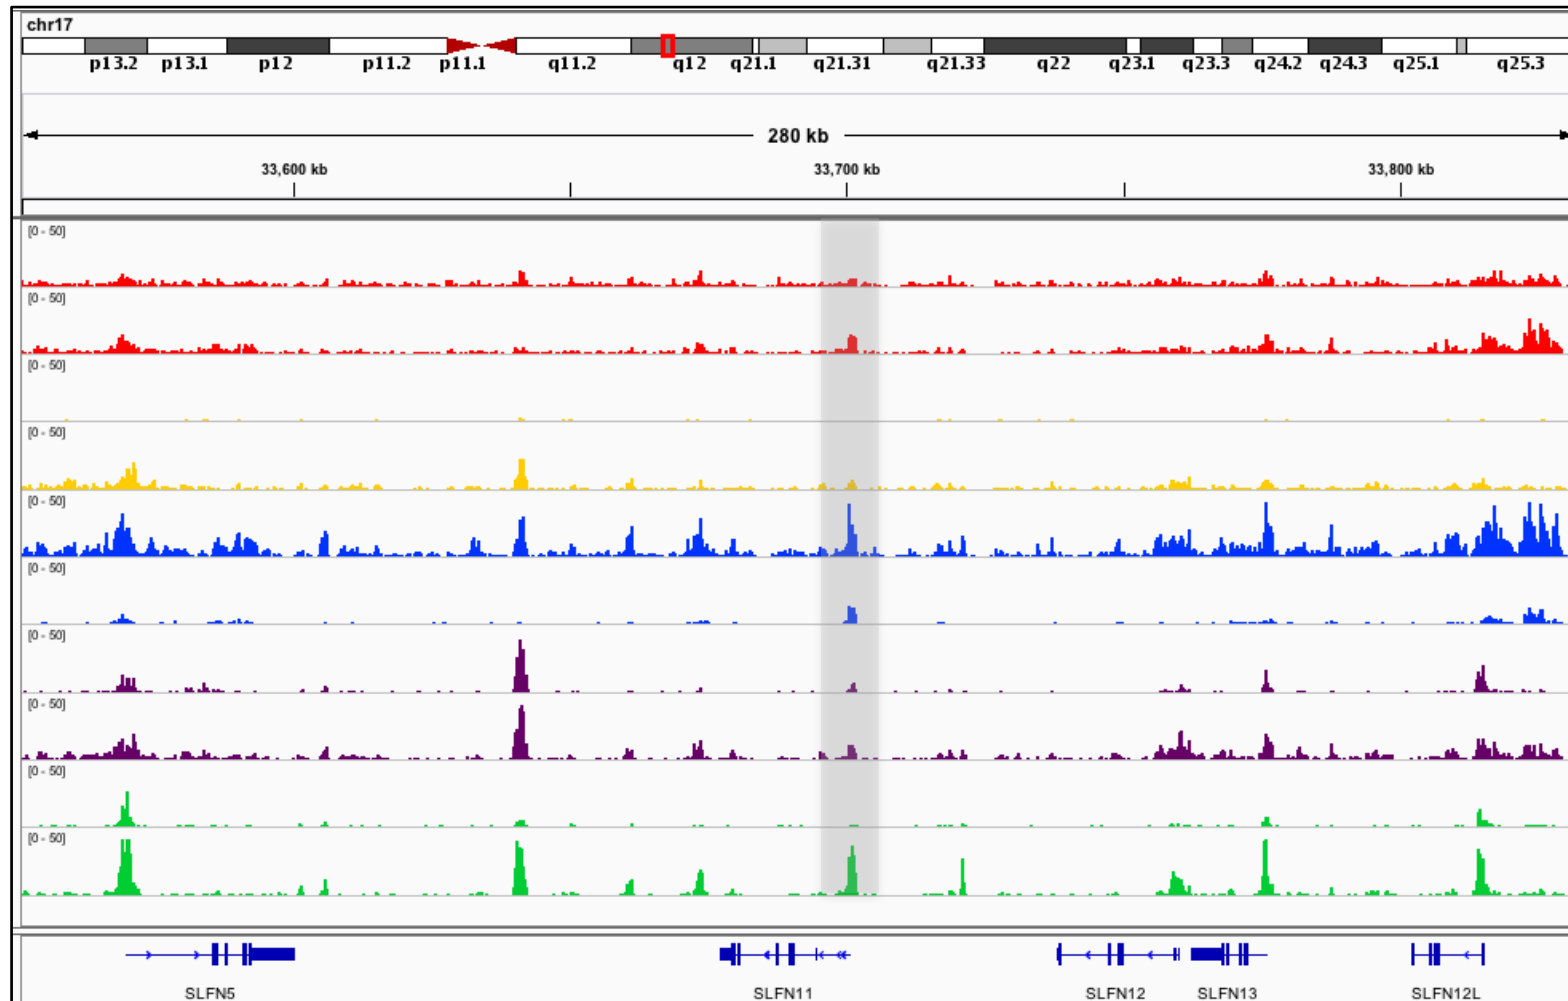 chr17
p13.2 p13.1 p12 p11.2 p11.1 q11.2 q12 q21.1 q21.31 q21.33 q22 q23.1 q23.3 q24.2 q24.3 q25.1 q25.3
280 kb
33,600 kb 33,700 kb 33,800 kb
[0 - 50]
[0 - 50]
[0 - 50]
[0 - 50]
[0 - 50]
[0 - 50]
[0 - 50]
[0 - 50]
[0 - 50]
[0 - 50]
SLFN5 SLFN11 SLFN12 SLFN13 SLFN12L